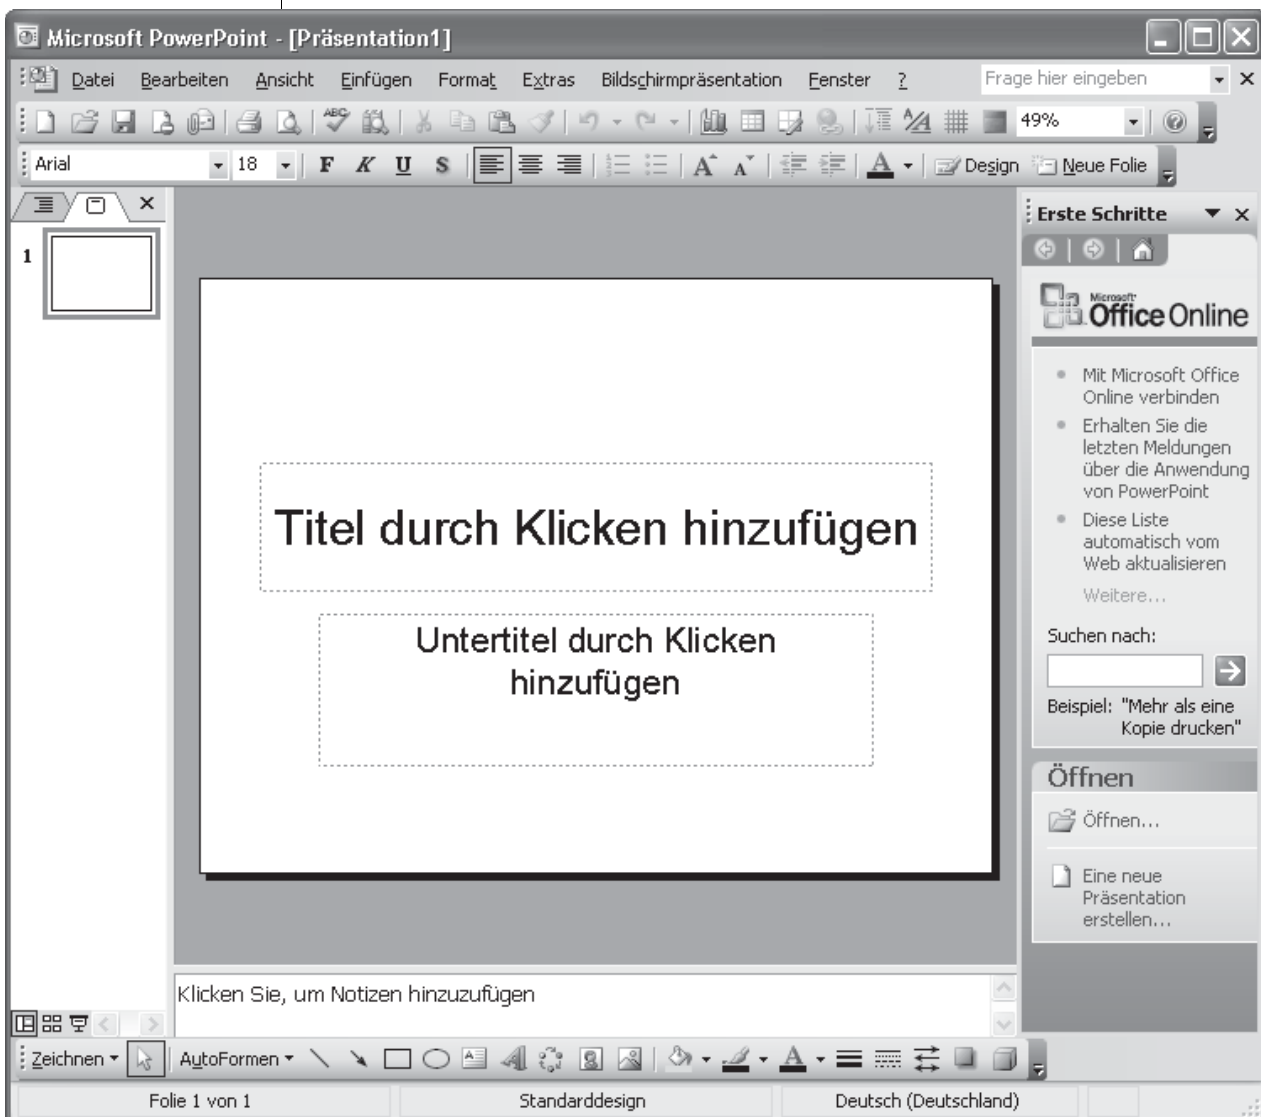 Microsoft PowerPoint - [Präsentation1]
Datei Bearbeiten Ansicht Einfügen Format Extras Bildschirmpräsentation Fenster ? Frage hier eingeben
49%
Arial 18 F K U S Design Neue Folie
Erste Schritte
1
Microsoft
Office Online
Mit Microsoft Office
Online verbinden
Erhalten Sie die
letzten Meldungen
über die Anwendung
von PowerPoint
Diese Liste
automatisch vom
Web aktualisieren
Weitere...
Suchen nach:
Beispiel: "Mehr als eine
Kopie drucken"
Öffnen
Öffnen...
Eine neue
Präsentation
erstellen...
Titel durch Klicken hinzufügen
Untertitel durch Klicken
hinzufügen
Klicken Sie, um Notizen hinzuzufügen
Zeichnen AutoFormen
Folie 1 von 1 Standarddesign Deutsch (Deutschland)